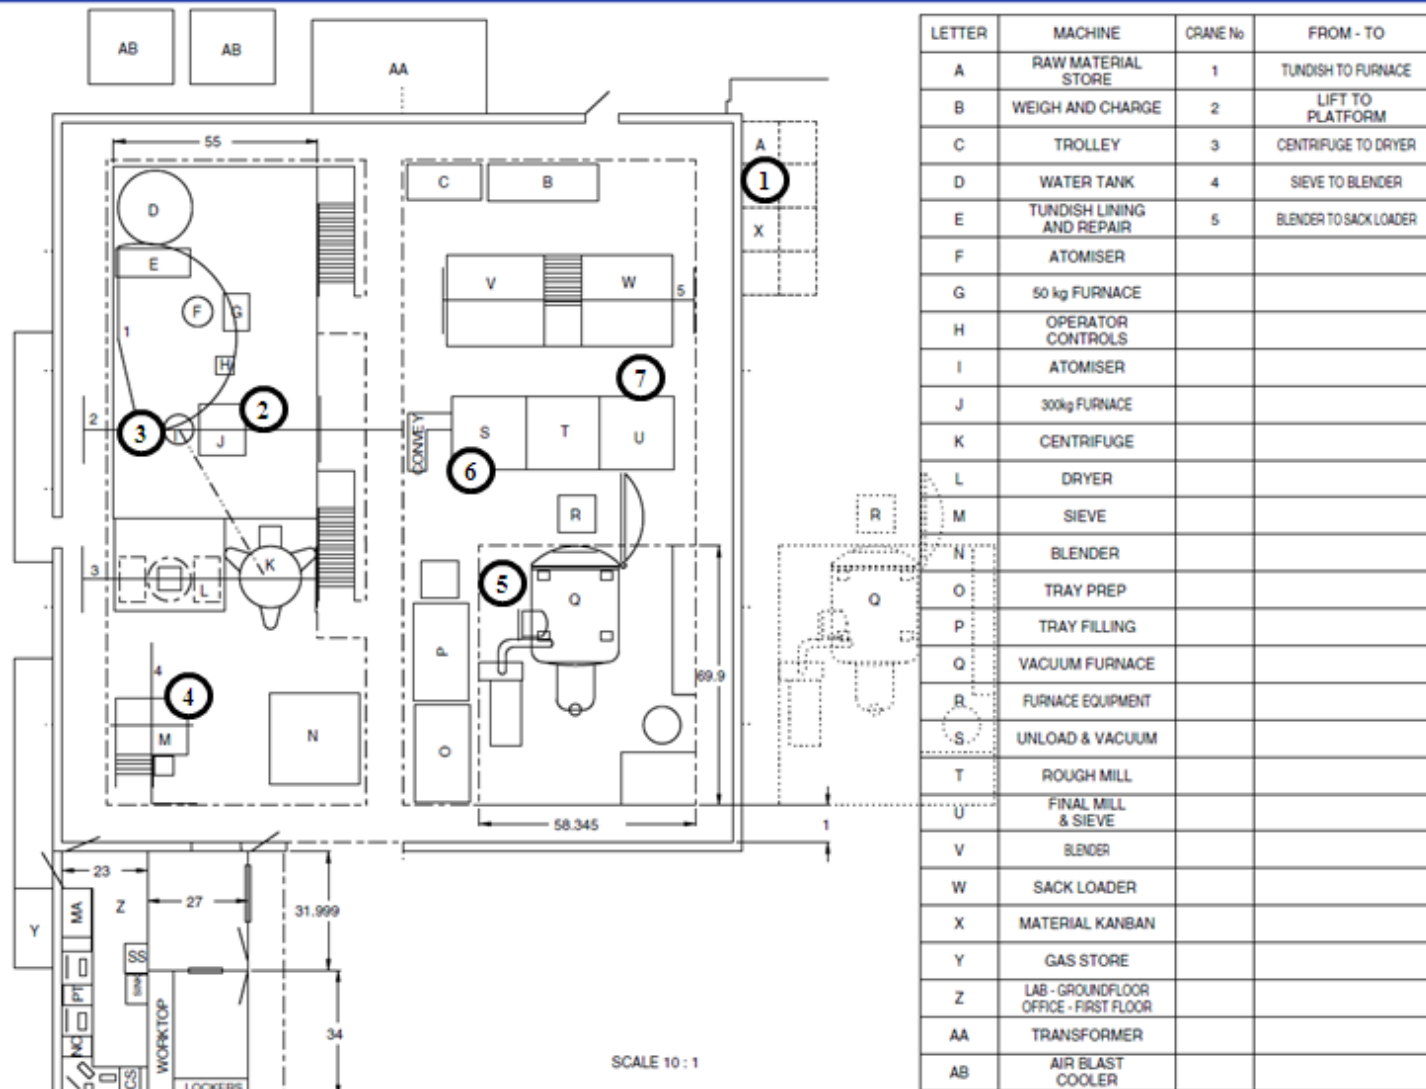 AB
AB
AA
55
D
C
B
A
1
X
E
V
W
5
F
G
1
H
7
2
2
3
I
J
CONVEY
S
T
U
6
R
3
L
K
5
Q
P
69.9
4
4
M
N
O
58.345
1
23
27
31.999
Z
MA
Y
SS
SINK
PT
WORKTOP
34
NC
CS
LOCKERS
SCALE 10 : 1
R
Q
LETTER MACHINE CRANE No FROM - TO
A RAW MATERIAL STORE 1 TUNDISH TO FURNACE
B WEIGH AND CHARGE 2 LIFT TO PLATFORM
C TROLLEY 3 CENTRIFUGE TO DRYER
D WATER TANK 4 SIEVE TO BLENDER
E TUNDISH LINING AND REPAIR 5 BLENDER TO SACK LOADER
F ATOMISER
G 50 kg FURNACE
H OPERATOR CONTROLS
I ATOMISER
J 300kg FURNACE
K CENTRIFUGE
L DRYER
M SIEVE
N BLENDER
O TRAY PREP
P TRAY FILLING
Q VACUUM FURNACE
R FURNACE EQUIPMENT
S UNLOAD & VACUUM
T ROUGH MILL
U FINAL MILL & SIEVE
V BLENDER
W SACK LOADER
X MATERIAL KANBAN
Y GAS STORE
Z LAB - GROUNDFLOOR OFFICE - FIRST FLOOR
AA TRANSFORMER
AB AIR BLAST COOLER